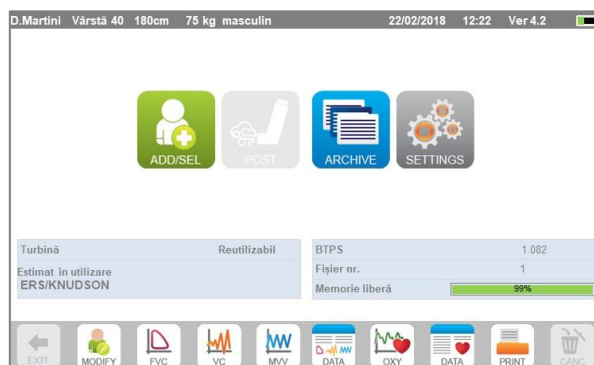 D.Martini Vârstă 40 180cm 75 kg masculin 22/02/2018 12:22 Ver 4.2
ADD/SEL POST ARCHIVE SETTINGS
Turbină Reutilizabil
Estimat în utilizare
ERS/KNUDSON
BTPS 1.082
Fișier nr. 1
Memorie liberă 99%
EXIT MODIFY FVC VC MVV DATA OXY DATA PRINT CANC